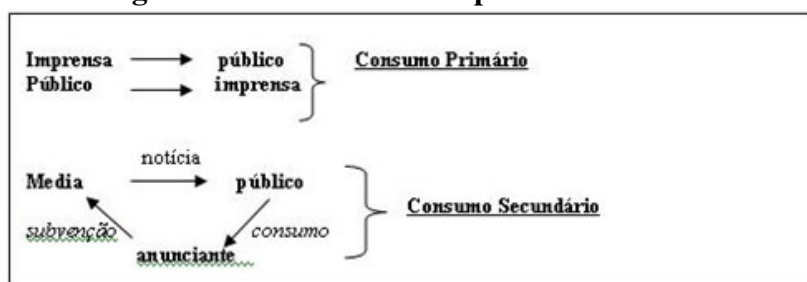 Imprensa público Consumo Primário
Público imprensa
notícia
Media público
Consumo Secundário
subvenção consumo
anunciante